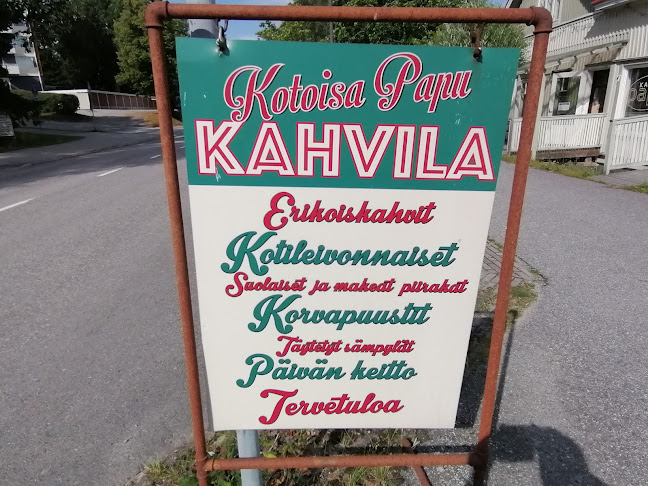 Kotoisa Papu
KAHVILA
Erikoiskahvit
Kotileivonnaiset
Suolaiset ja makeat piirakat
Korvapuustit
Täytetyt sämpylät
Päivän keitto
Tervetuloa